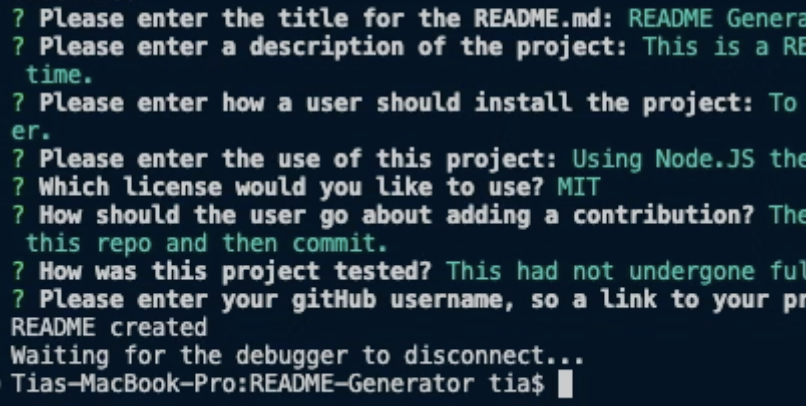 ? Please enter the title for the README.md: README Genera
? Please enter a description of the project: This is a RE
time.
? Please enter how a user should install the project: To
er.
? Please enter the use of this project: Using Node.JS the
? Which license would you like to use? MIT
? How should the user go about adding a contribution? The
this repo and then commit.
? How was this project tested? This had not undergone ful
? Please enter your gitHub username, so a link to your pr
README created
Waiting for the debugger to disconnect...
Tias-MacBook-Pro:README-Generator tia$